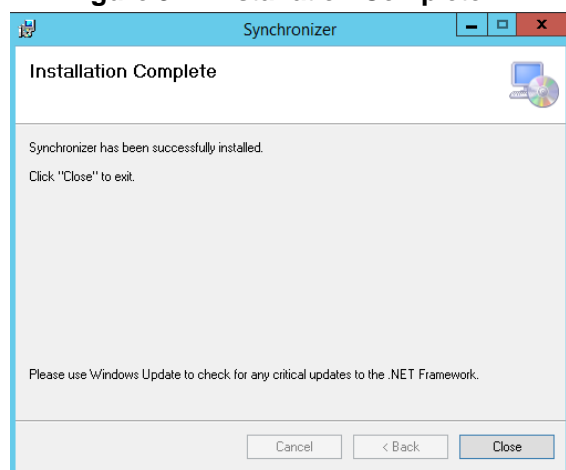 Synchronizer
Installation Complete
Synchronizer has been successfully installed.
Click "Close" to exit.
Please use Windows Update to check for any critical updates to the .NET Framework.
Cancel
< Back
Close